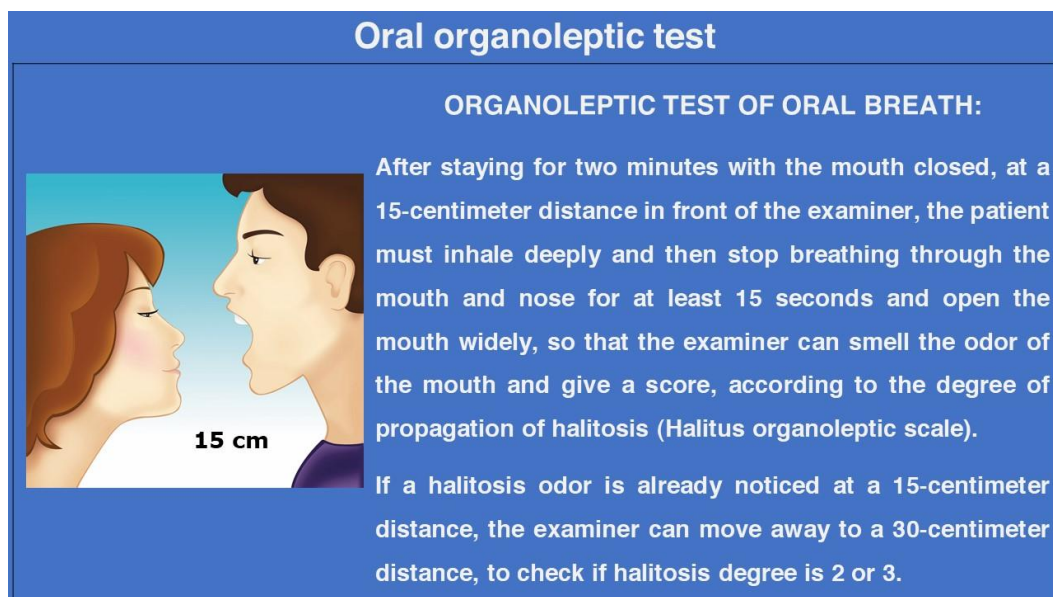 Oral organoleptic test
ORGANOLEPTIC TEST OF ORAL BREATH:
After staying for two minutes with the mouth closed, at a
15-centimeter distance in front of the examiner, the patient
must inhale deeply and then stop breathing through the
mouth and nose for at least 15 seconds and open the
mouth widely, so that the examiner can smell the odor of
the mouth and give a score, according to the degree of
propagation of halitosis (Halitus organoleptic scale).
If a halitosis odor is already noticed at a 15-centimeter
distance, the examiner can move away to a 30-centimeter
distance, to check if halitosis degree is 2 or 3.
15 cm